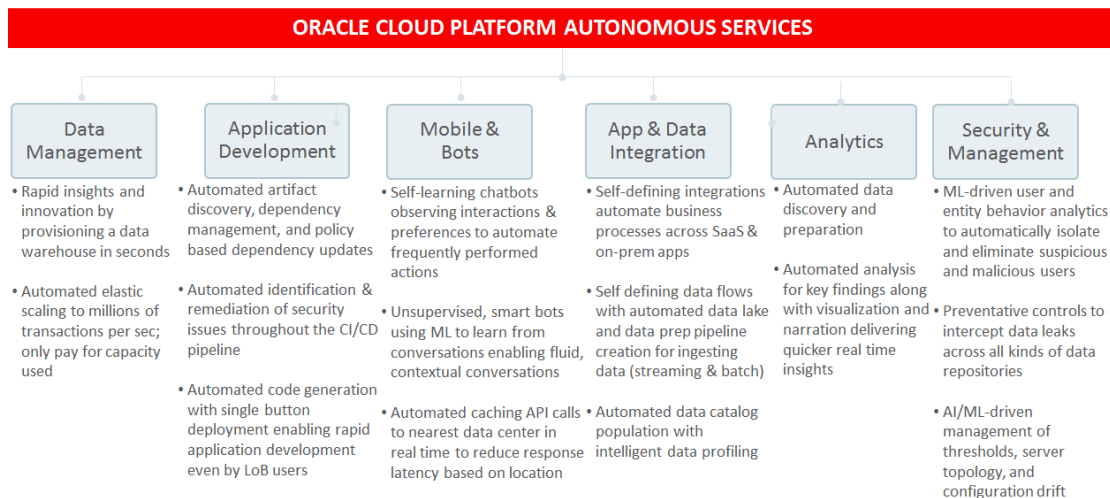 ORACLE CLOUD PLATFORM AUTONOMOUS SERVICES
Data
Management
• Rapid insights and
innovation by
provisioning a data
warehouse in seconds
• Automated elastic
scaling to millions of
transactions per sec;
only pay for capacity
used
Application
Development
• Automated artifact
discovery, dependency
management, and policy
based dependency updates
• Automated identification &
remediation of security
issues throughout the CI/CD
pipeline
• Automated code generation
with single button
deployment enabling rapid
application development
even by LoB users
Mobile &
Bots
• Self-learning chatbots
observing interactions &
preferences to automate
frequently performed
actions
• Unsupervised, smart bots
using ML to learn from
conversations enabling fluid,
contextual conversations
• Automated caching API calls
to nearest data center in
real time to reduce response
latency based on location
App & Data
Integration
• Self-defining integrations
automate business
processes across SaaS &
on-prem apps
• Self defining data flows
with automated data lake
and data prep pipeline
creation for ingesting
data (streaming & batch)
• Automated data catalog
population with
intelligent data profiling
Analytics
• Automated data
discovery and
preparation
• Automated analysis
for key findings along
with visualization and
narration delivering
quicker real time
insights
Security &
Management
• ML-driven user and
entity behavior analytics
to automatically isolate
and eliminate suspicious
and malicious users
• Preventative controls to
intercept data leaks
across all kinds of data
repositories
• AI/ML-driven
management of
thresholds, server
topology, and
configuration drift